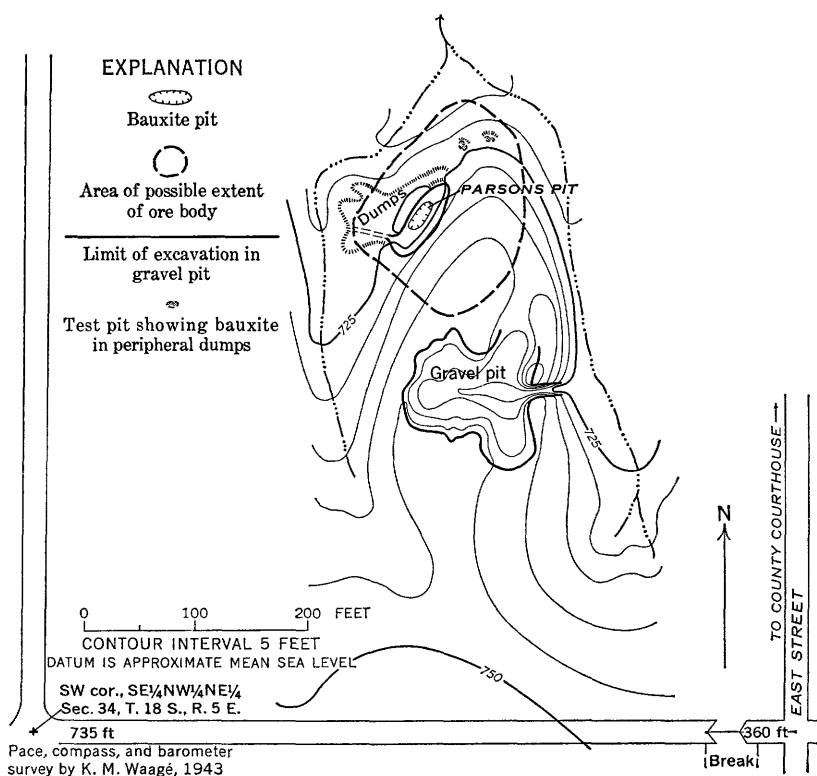 EXPLANATION
Bauxite pit
Area of possible extent
of ore body
Limit of excavation in
gravel pit
Test pit showing bauxite
in peripheral dumps
Dumps
PARSONS PIT
725
Gravel pit
725
N
TO COUNTY COURTHOUSE
EAST STREET
0 100 200 FEET
CONTOUR INTERVAL 5 FEET
DATUM IS APPROXIMATE MEAN SEA LEVEL
750
SW cor., SE¼NW¼NE¼
Sec. 34, T. 18 S., R. 5 E.
735 ft
360 ft
Break
Pace, compass, and barometer
survey by K. M. Waagé, 1943